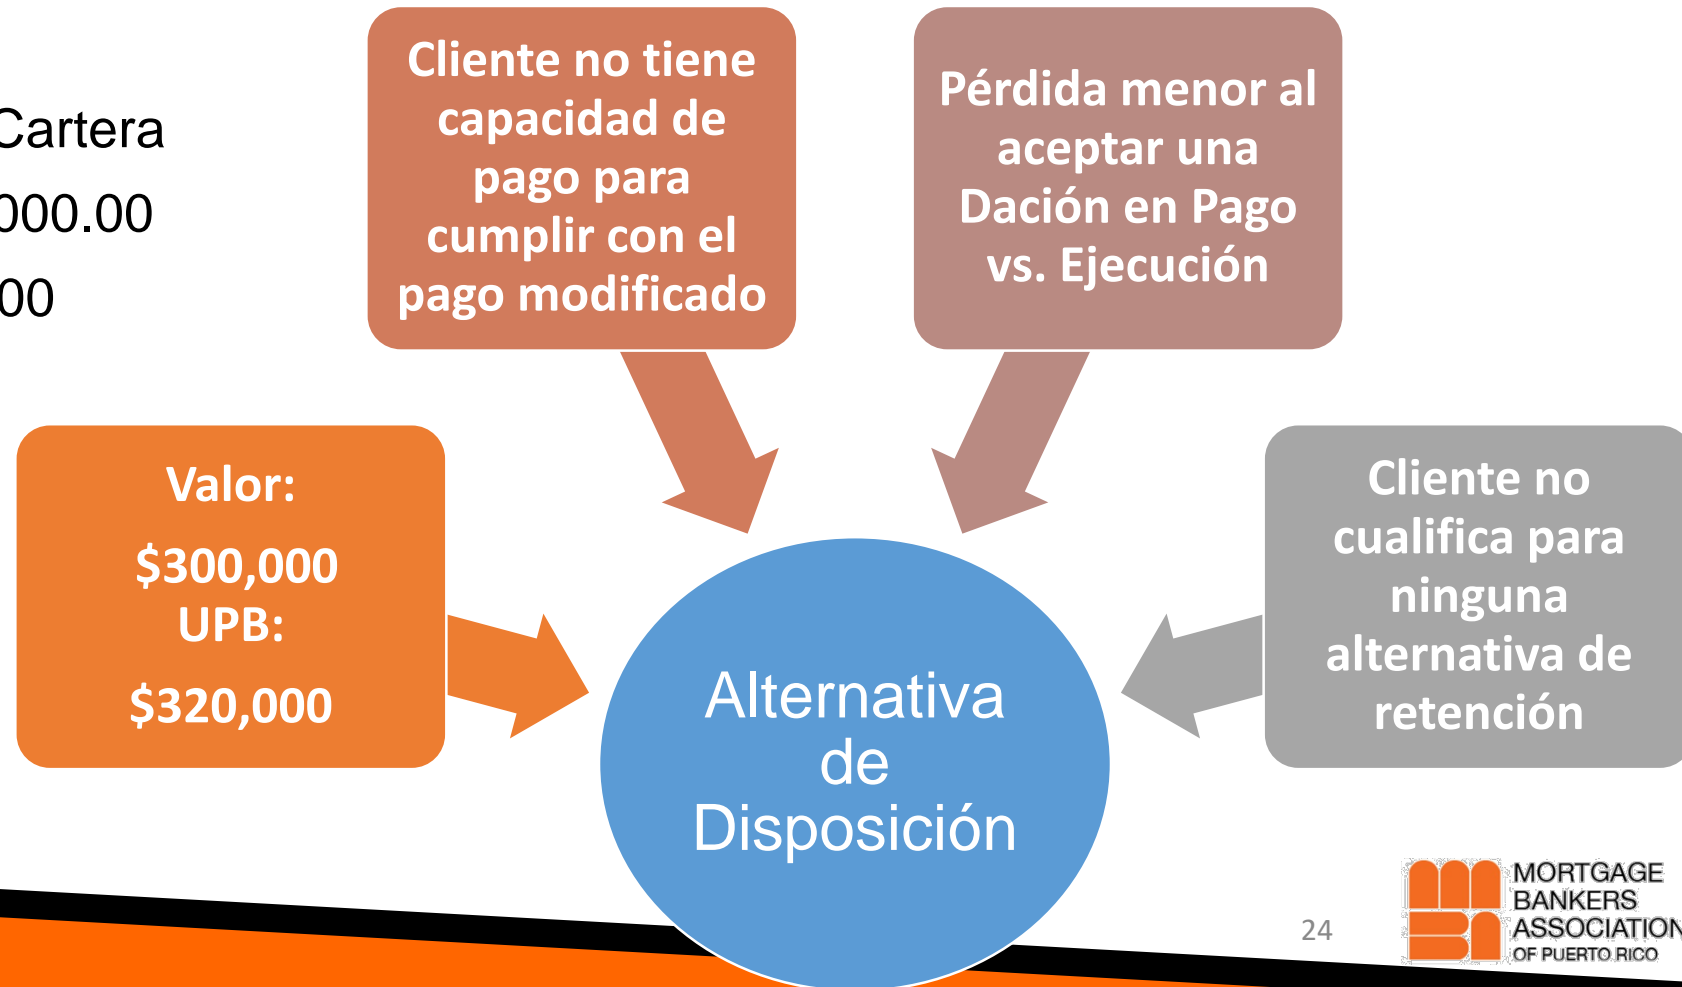 Cartera
000.00
00
Cliente no tiene
capacidad de
pago para
cumplir con el
pago modificado
Pérdida menor al
aceptar una
Dación en Pago
vs. Ejecución
Valor:
$300,000
UPB:
$320,000
Cliente no
cualifica para
ninguna
alternativa de
retención
Alternativa
de
Disposición
24
MORTGAGE
BANKERS
ASSOCIATION
OF PUERTO RICO